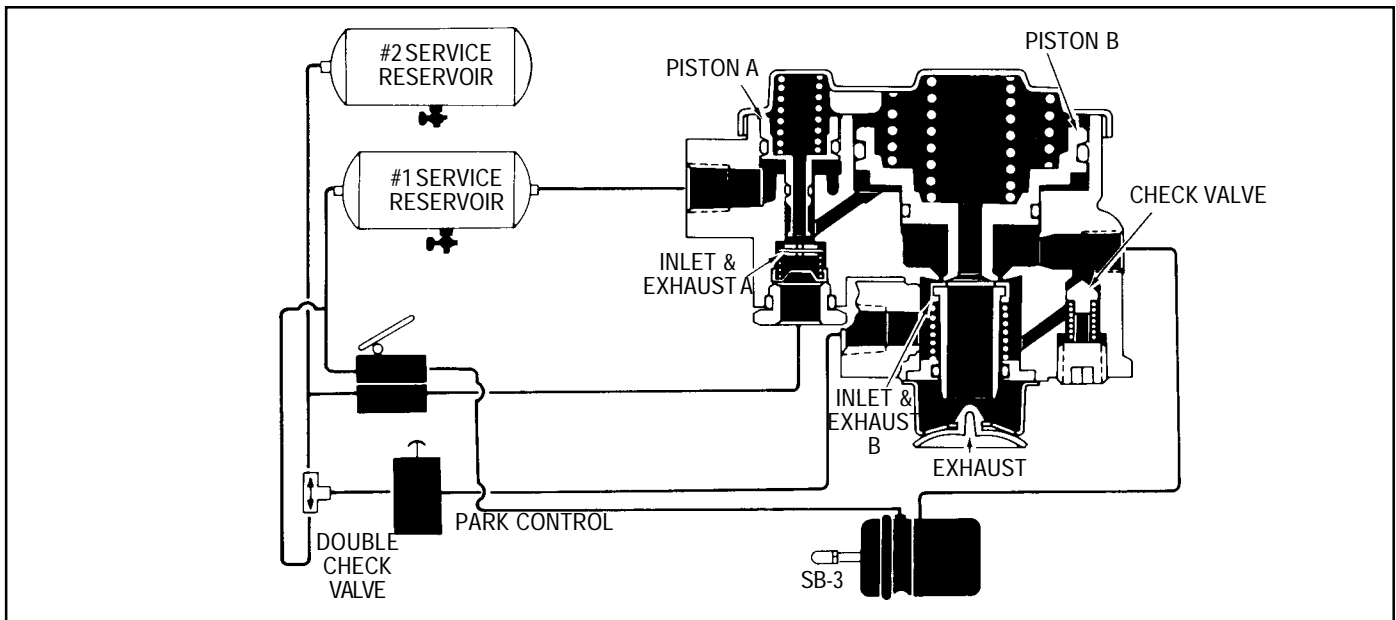 #2 SERVICE
RESERVOIR
PISTON B
PISTON A
#1 SERVICE
RESERVOIR
CHECK VALVE
INLET &
EXHAUST A
INLET &
EXHAUST
B
EXHAUST
PARK CONTROL
DOUBLE
CHECK
VALVE
SB-3